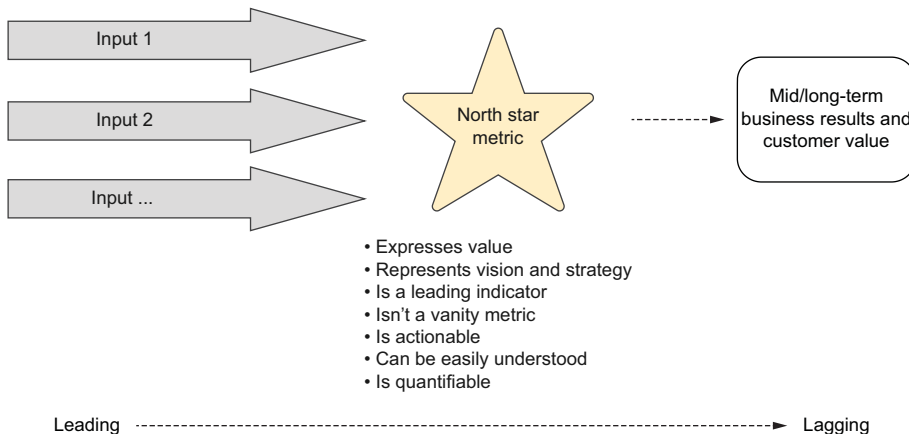 Input 1
Input 2
Input ...
North star
metric
Mid/long-term
business results and
customer value
• Expresses value
• Represents vision and strategy
• Is a leading indicator
• Isn't a vanity metric
• Is actionable
• Can be easily understood
• Is quantifiable
Leading
Lagging